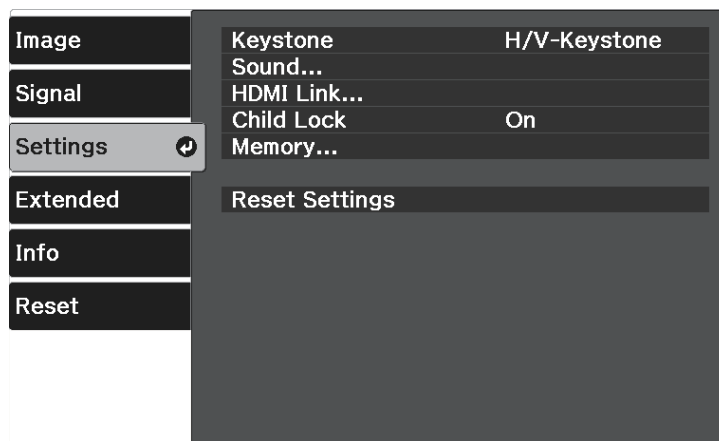 Image
Signal
Settings
Extended
Info
Reset
Keystone H/V-Keystone
Sound...
HDMI Link...
Child Lock On
Memory...
Reset Settings